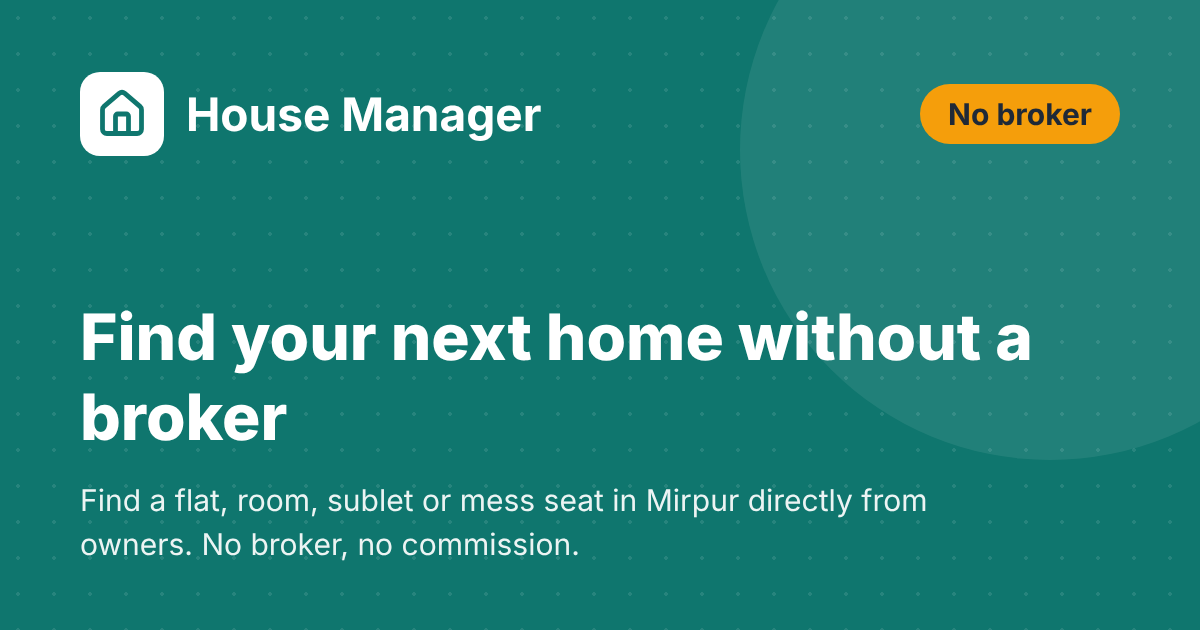 House Manager
No broker
Find your next home without a
broker
Find a flat, room, sublet or mess seat in Mirpur directly from
owners. No broker, no commission.